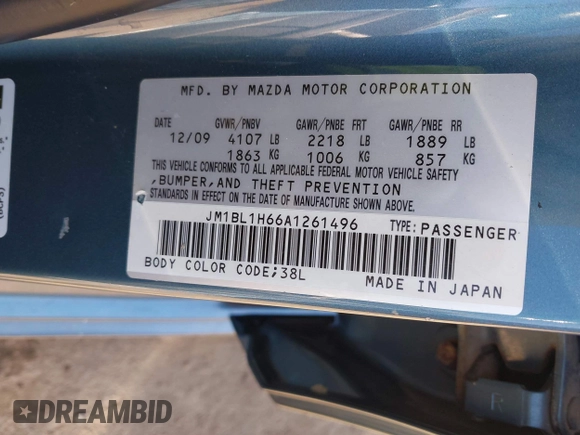 MFD. BY MAZDA MOTOR CORPORATION
DATE GVWR/PNBV GAWR/PNBE FRT GAWR/PNBE RR
12/09 4107 LB 2218 LB 1889 LB
1863 KG 1006 KG 857 KG
THIS VEHICLE CONFORMS TO ALL APPLICABLE FEDERAL MOTOR VEHICLE SAFETY
,BUMPER,AND THEFT PREVENTION
STANDARDS IN EFFECT ON THE DATE OF MANUFACTURE SHOWN ABOVE.
JM1BL1H66A1261496 TYPE:PASSENGER
BODY COLOR CODE;38L MADE IN JAPAN
R
DREAMBID